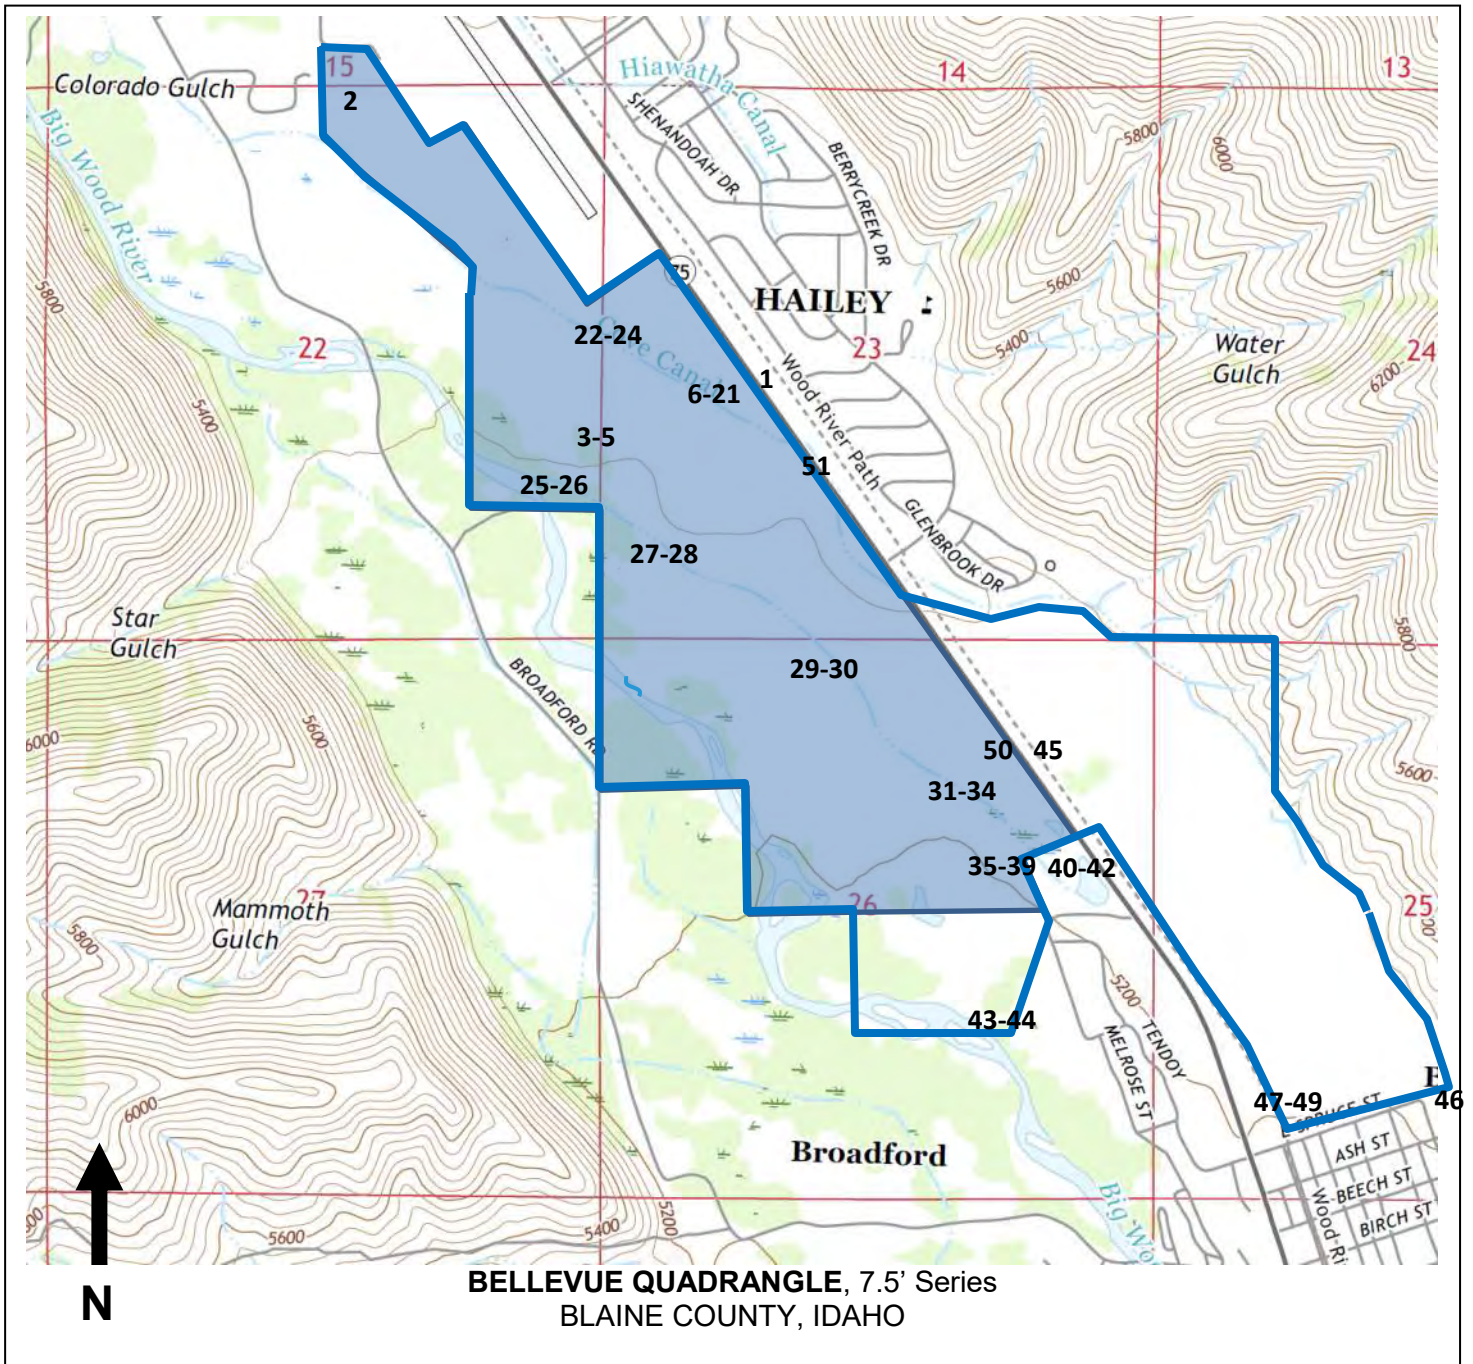 15
14
13
Colorado Gulch
Hiawatha Canal
2
SHENANDOAH DR
5800
6000
BERRYCREEK DR
Big Wood River
75
5600
5800
HAILEY
22-24
22
23
5400
Water
Gulch
24
Cove Canal
1
6-21
Wood River Path
6200
5400
3-5
51
25-26
GLENBROOK DR
27-28
Star
Gulch
5800
29-30
BROADFORD RD
5600
6000
50
45
5600
31-34
35-39
40-42
27
26
25
Mammoth
Gulch
5800
5200
TENDOY
43-44
MELROSE ST
6000
47-49
46
SPRUCE ST
Broadford
ASH ST
BEECH ST
BIRCH ST
5600
5400
5200
N
BELLEVUE QUADRANGLE, 7.5’ Series
BLAINE COUNTY, IDAHO